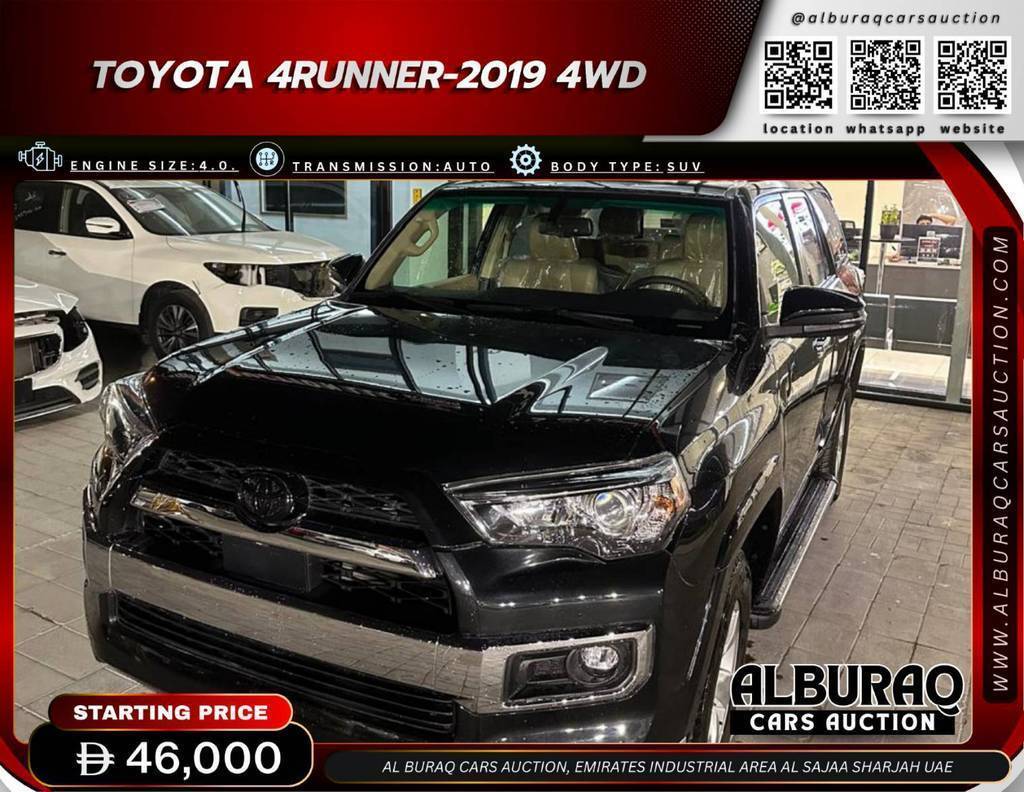 @alburaqcarsauction
TOYOTA 4RUNNER-2019 4WD
location whatsapp website
ENGINE SIZE:4.0. TRANSMISSION:AUTO BODY TYPE: SUV
WWW.ALBURAQCARSAUCTION.COM
ALBURAQ
CARS AUCTION
STARTING PRICE
46,000
AL BURAQ CARS AUCTION, EMIRATES INDUSTRIAL AREA AL SAJAA SHARJAH UAE